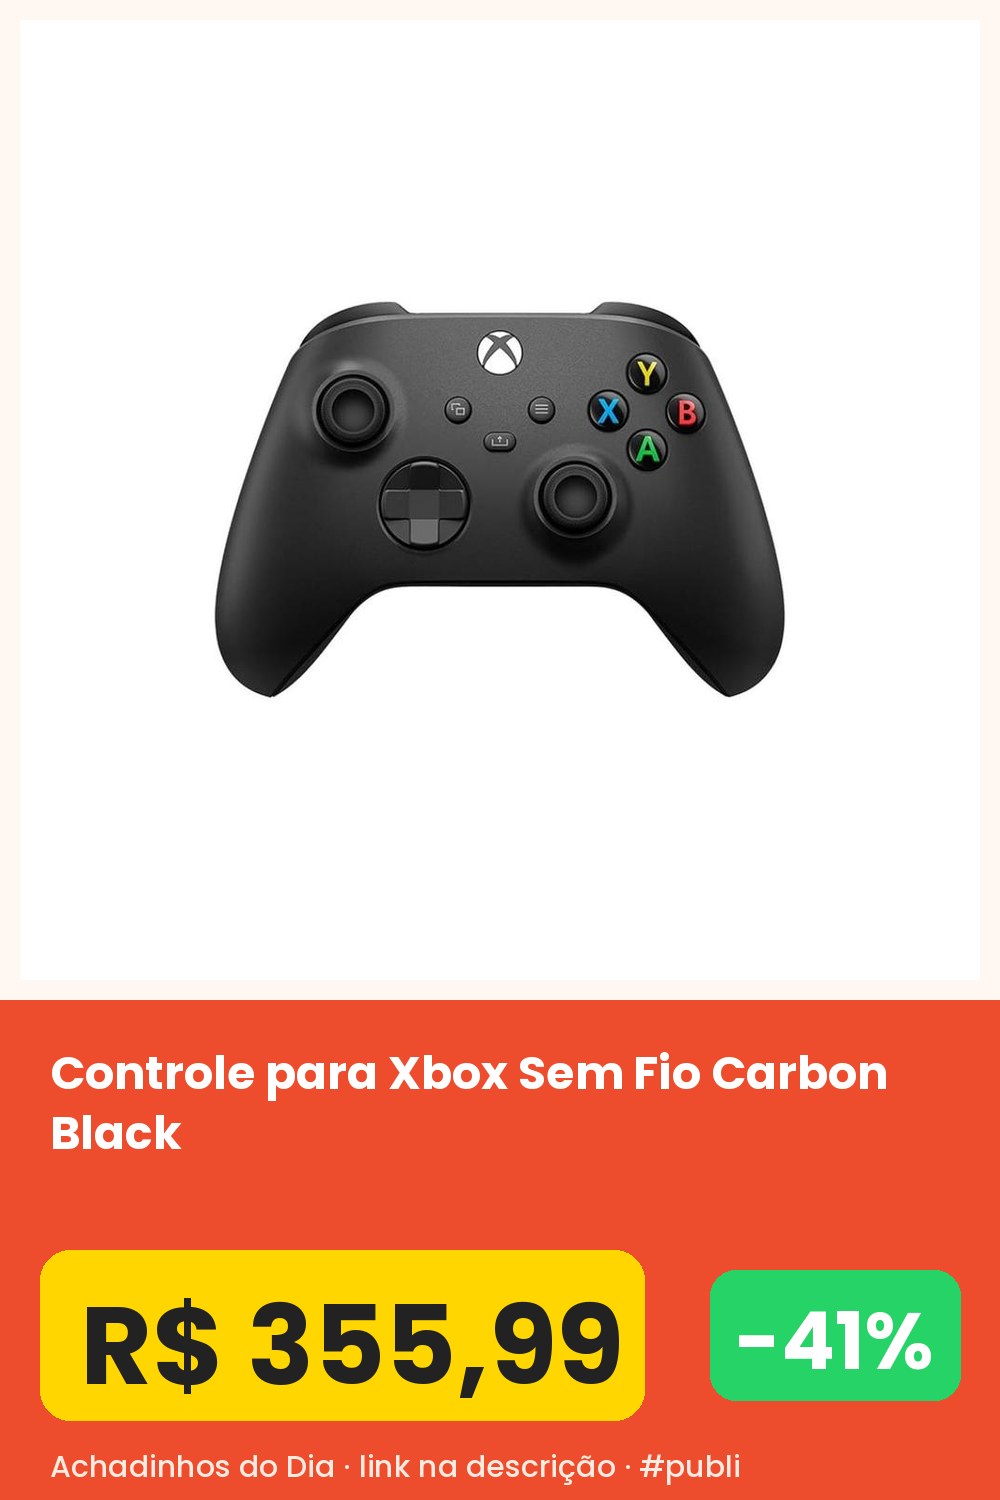 Y
X
B
A
Controle para Xbox Sem Fio Carbon
Black
R$ 355,99
-41%
Achadinhos do Dia · link na descrição · #publi